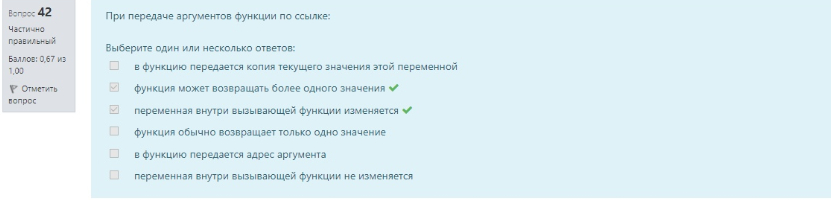 Вопрос 42
Частично
правильный
Баллов: 0,67 из
1,00
Отметить
вопрос
При передаче аргументов функции по ссылке:
Выберите один или несколько ответов:
в функцию передается копия текущего значения этой переменной
функция может возвращать более одного значения
переменная внутри вызывающей функции изменяется
функция обычно возвращает только одно значение
в функцию передается адрес аргумента
переменная внутри вызывающей функции не изменяется